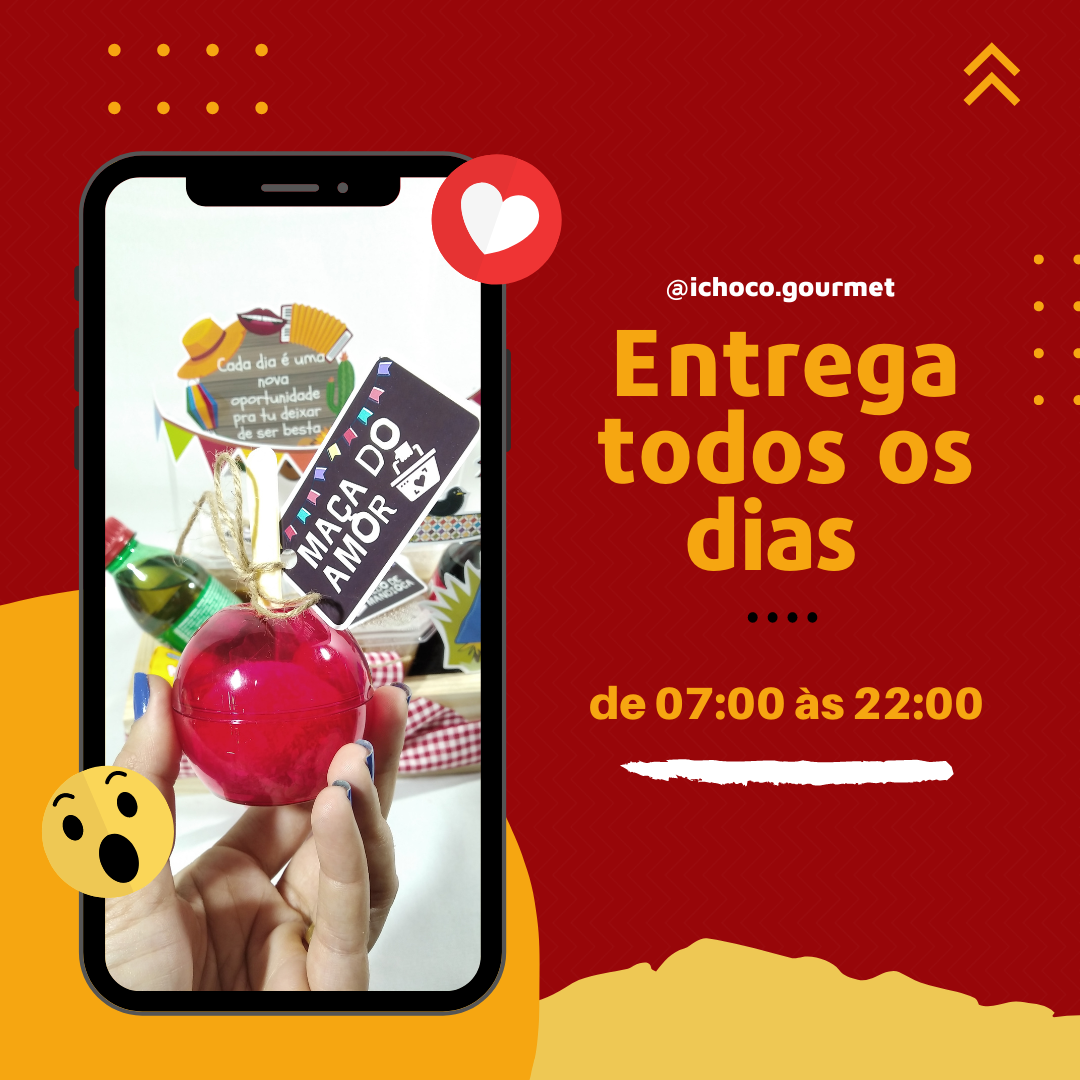 @ichoco.gourmet
Entrega
todos os
dias
de 07:00 às 22:00
Cada dia é uma
nova
oportunidade
pra tu deixar
de ser besta
MAÇA DO
AMOR